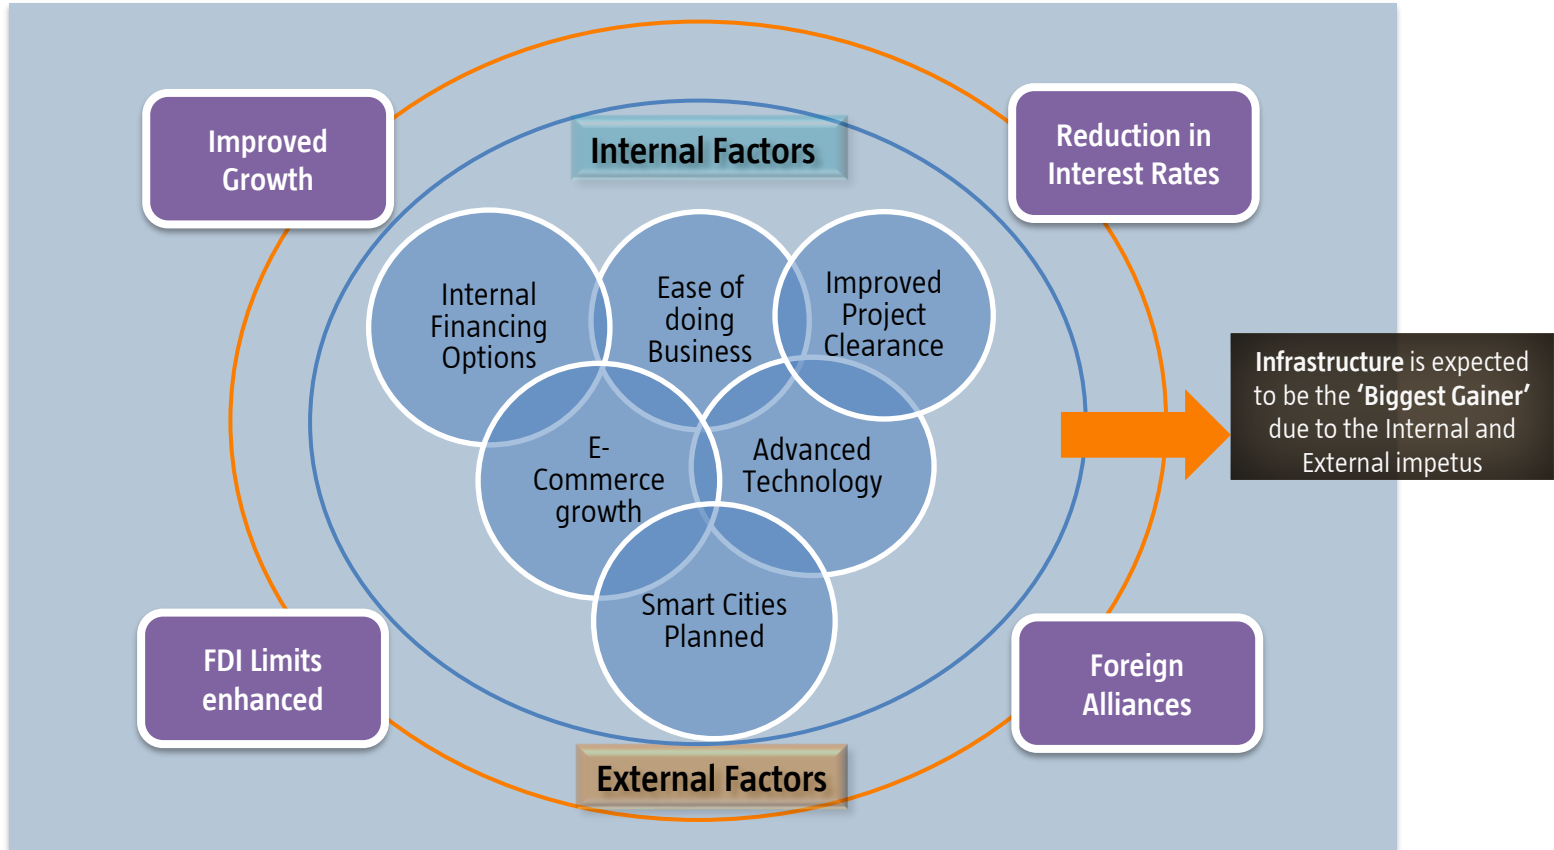 Improved
Growth
Internal Factors
Reduction in
Interest Rates
Internal
Financing
Options
Ease of
doing
Business
Improved
Project
Clearance
Infrastructure is expected
to be the ‘Biggest Gainer’
due to the Internal and
External impetus
E-
Commerce
growth
Advanced
Technology
Smart Cities
Planned
FDI Limits
enhanced
Foreign
Alliances
External Factors